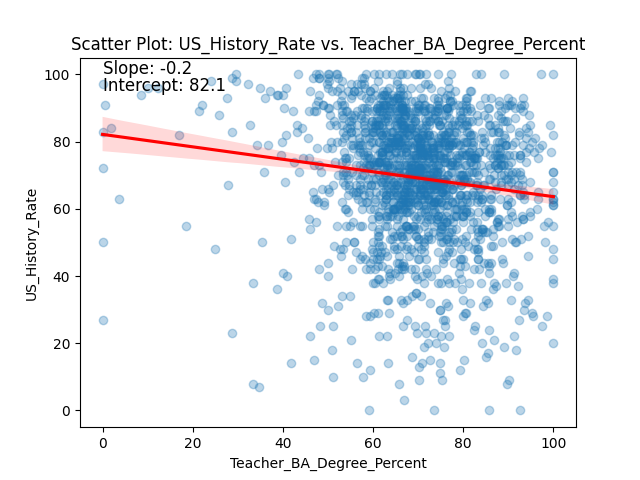 Scatter Plot: US_History_Rate vs. Teacher_BA_Degree_Percent
Slope: -0.2
Intercept: 82.1
100
80
60
40
20
0
US_History_Rate
0 20 40 60 80 100
Teacher_BA_Degree_Percent